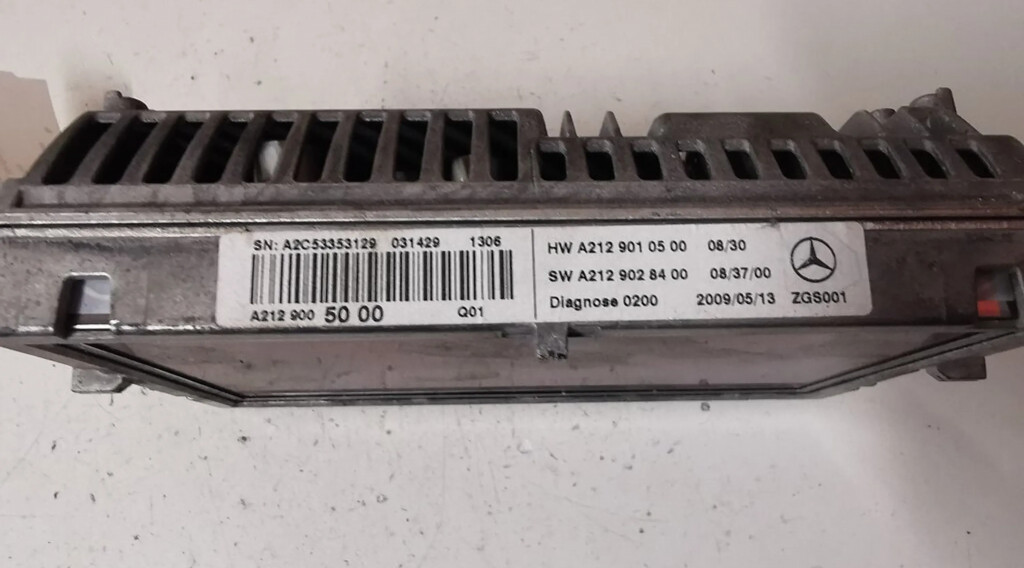 SN: A2C53353129 031429 1306
A212 900 50 00 Q01
HW A212 901 05 00 08/30
SW A212 902 84 00 08/37/00
Diagnose 0200 2009/05/13 ZGS001